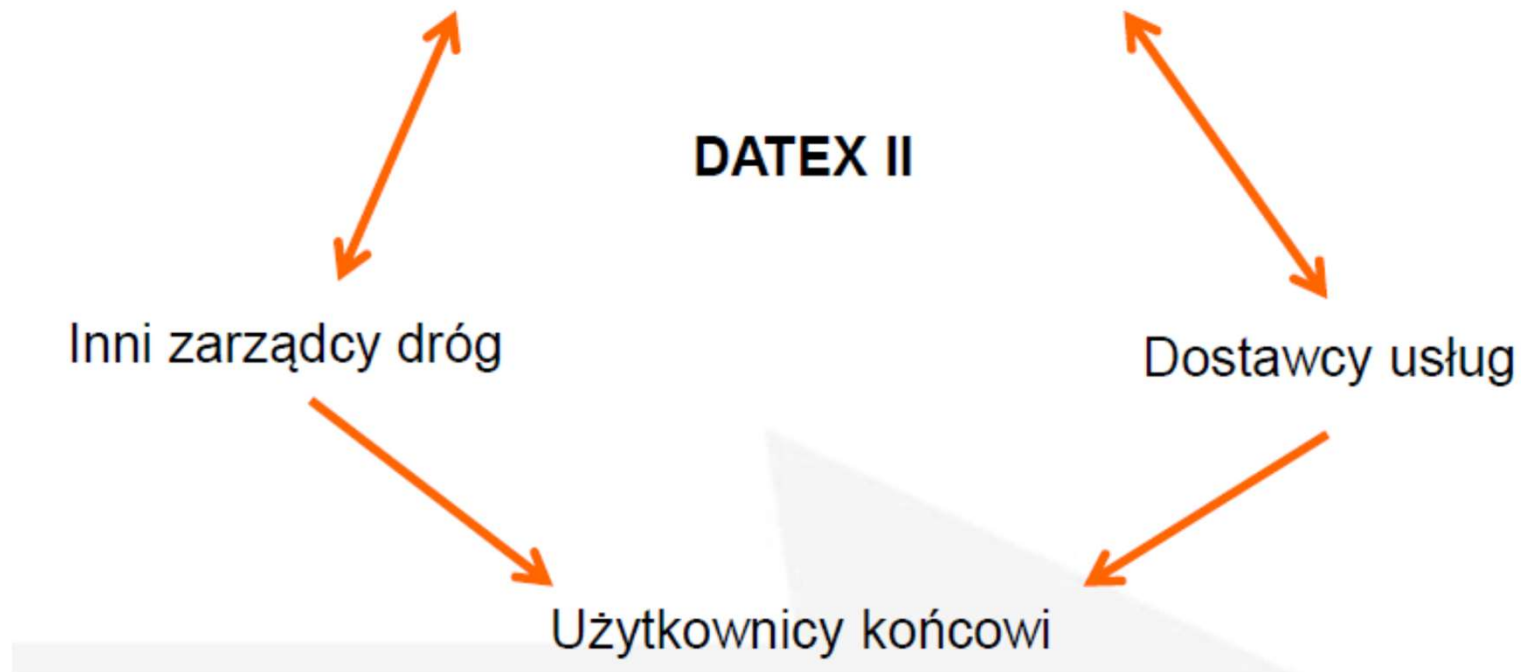 DATEX II
Inni zarządcy dróg
Dostawcy usług
Użytkownicy końcowi